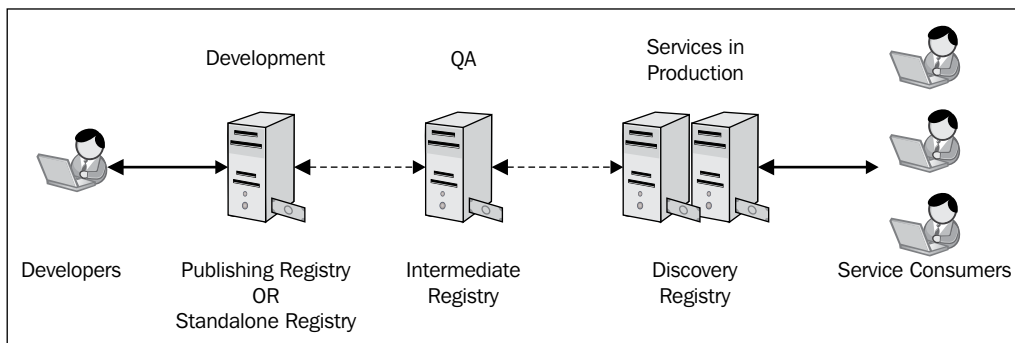 Development
QA
Services in
Production
Developers
Publishing Registry
OR
Standalone Registry
Intermediate
Registry
Discovery
Registry
Service Consumers